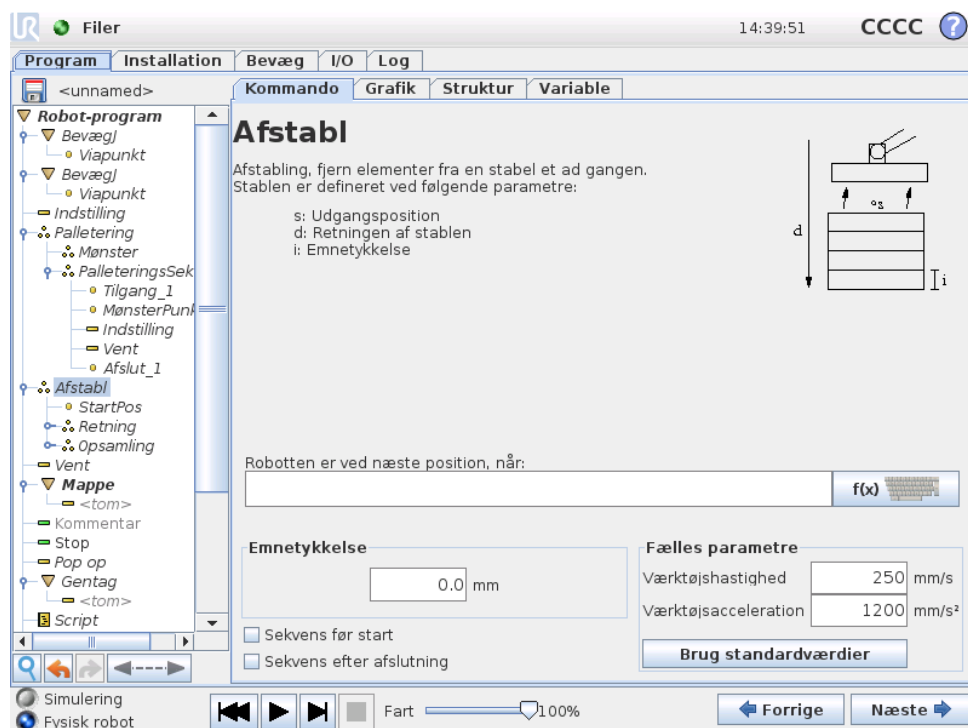 UR Filer 14:39:51 CCCC ?
Program Installation Bevæg I/O Log
<unnamed>
Kommando Grafik Struktur Variable
Robot-program
BevægJ
Viapunkt
BevægJ
Viapunkt
Indstilling
Palletering
Mønster
PalleteringsSek
Tilgang_1
MønsterPunk
Indstilling
Vent
Afslut_1
Afstabl
StartPos
Retning
Opsamling
Vent
Mappe
<tom>
Kommentar
Stop
Pop op
Gentag
<tom>
Script
Afstabl
Afstabling, fjern elementer fra en stabel et ad gangen.
Stablen er defineret ved følgende parametre:
s: Udgangsposition
d: Retningen af stablen
i: Emnetykkelse
s
d
i
Robotten er ved næste position, når:
f(x)
Emnetykkelse
0.0 mm
Sekvens før start
Sekvens efter afslutning
Fælles parametre
Værktøjshastighed 250 mm/s
Værktøjsacceleration 1200 mm/s²
Brug standardværdier
Simulering
Fysisk robot
Fart 100%
Forrige Næste